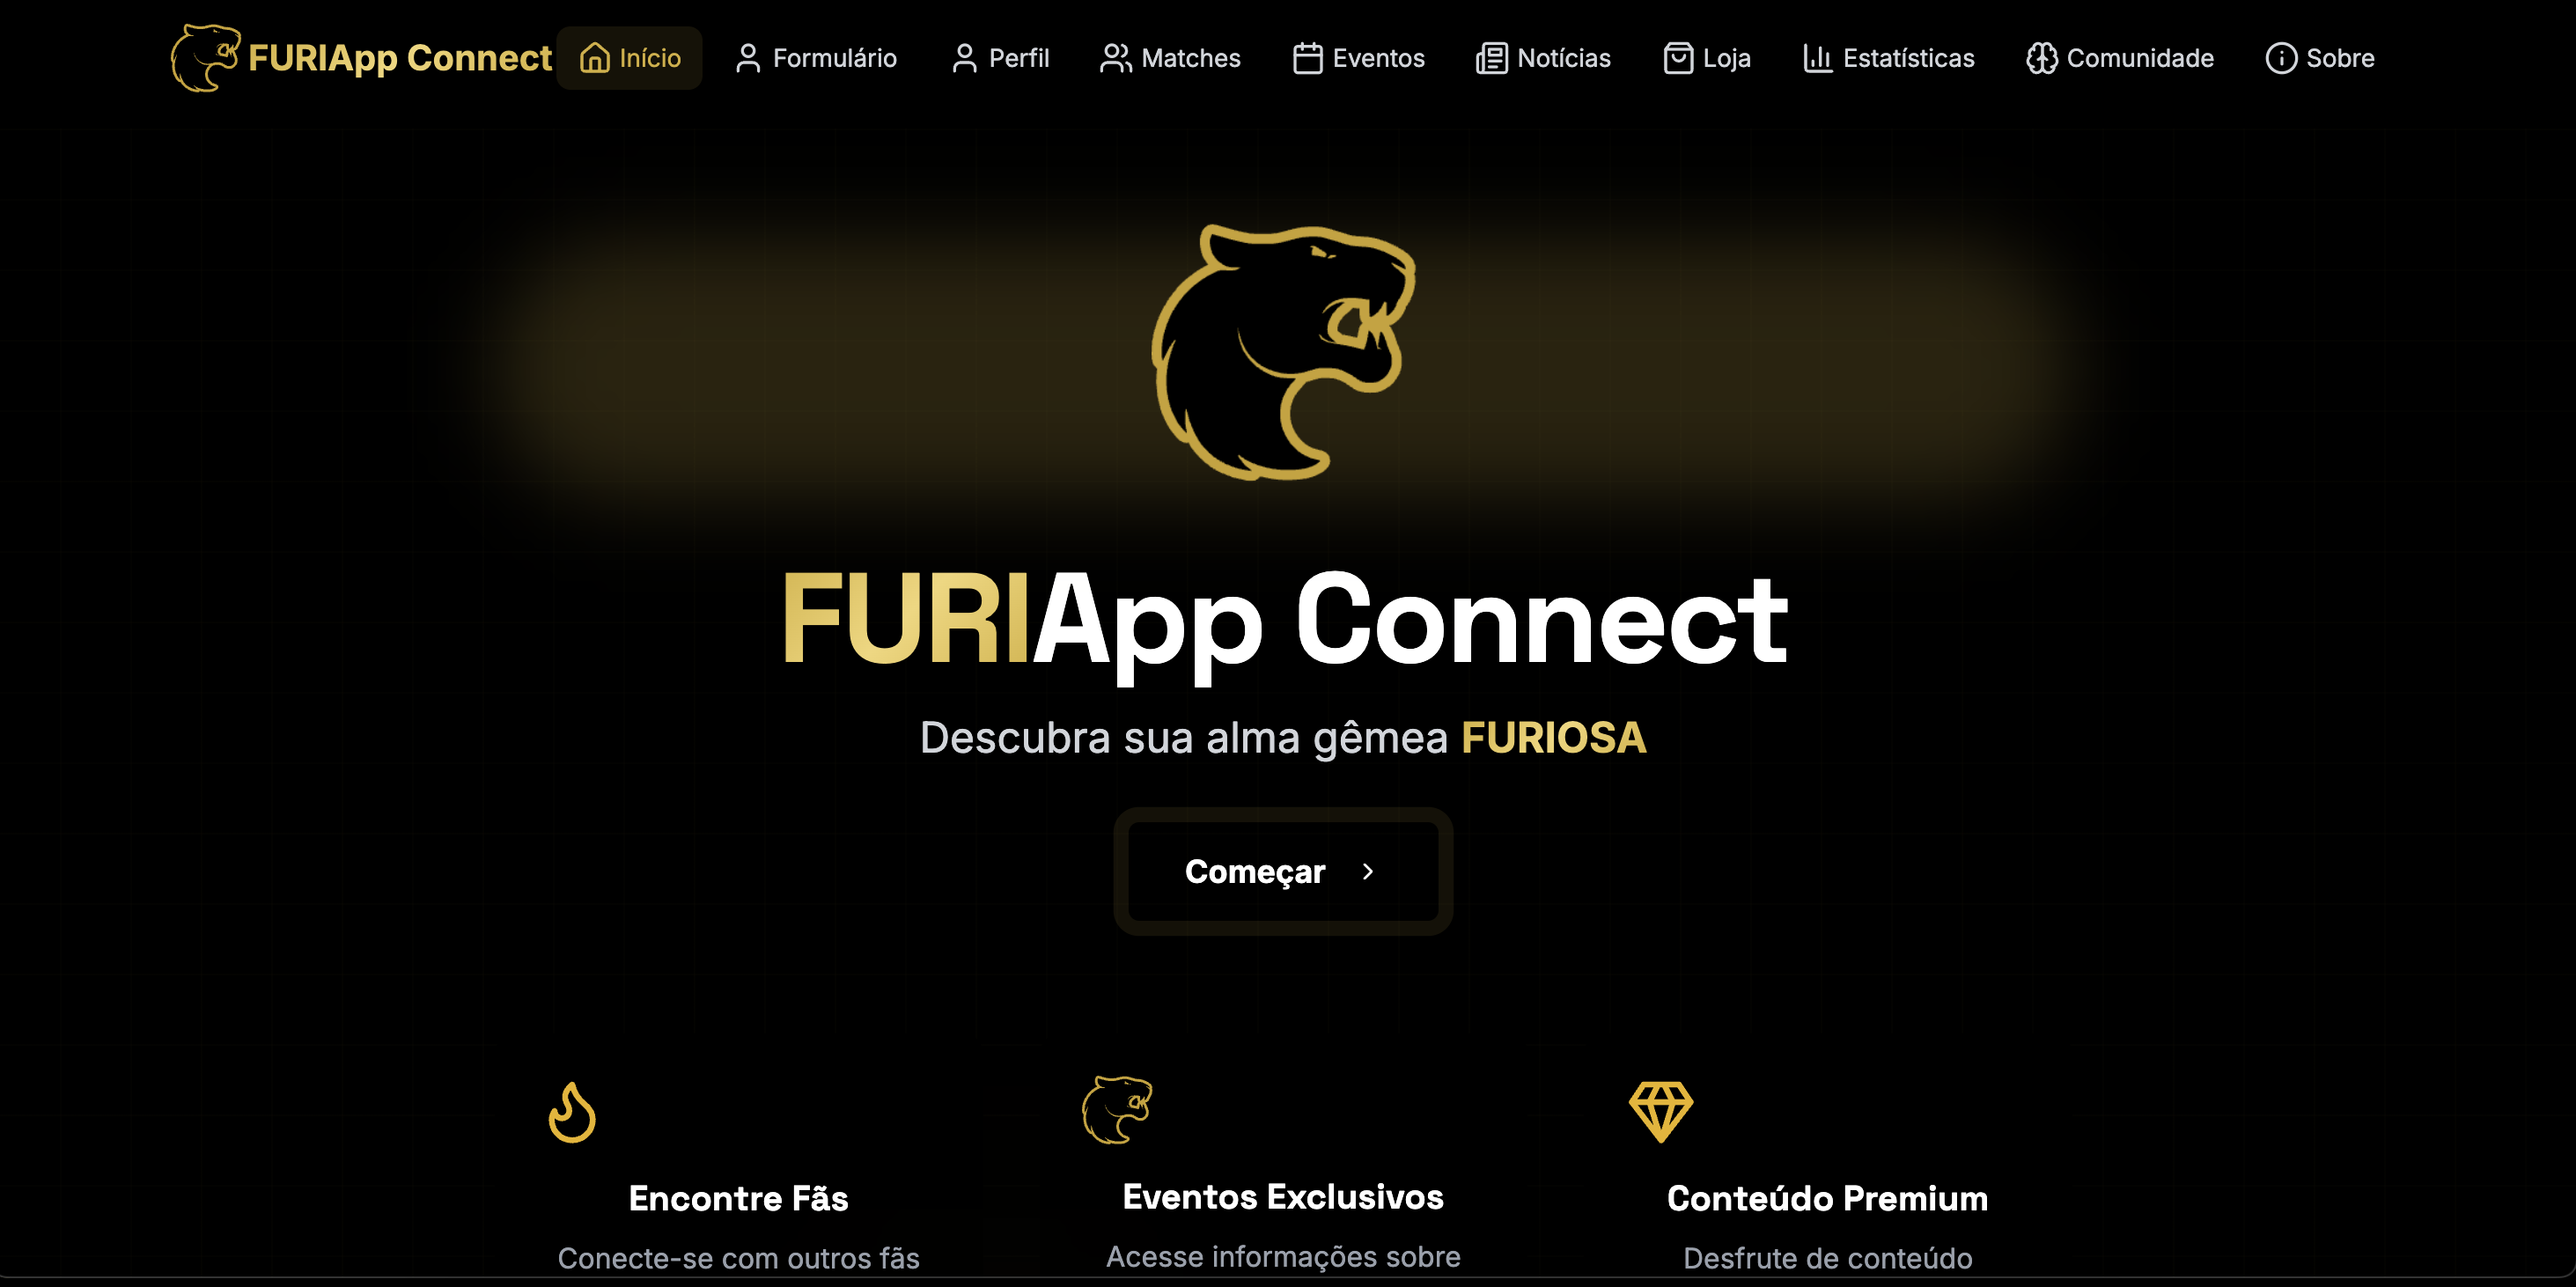 FURIApp Connect Início Formulário Perfil Matches Eventos Notícias Loja Estatísticas Comunidade Sobre
FURIApp Connect
Descubra sua alma gêmea FURIOSA
Começar
Encontre Fãs
Conecte-se com outros fãs
Eventos Exclusivos
Acesse informações sobre
Conteúdo Premium
Desfrute de conteúdo